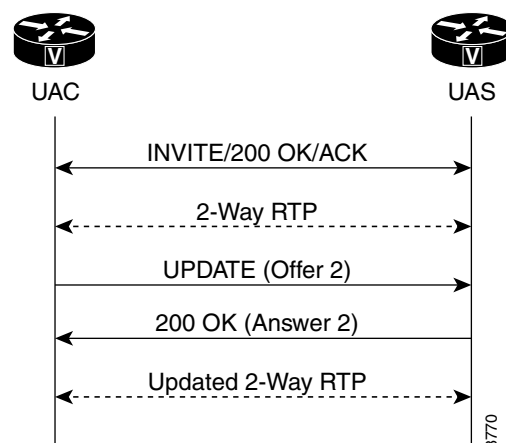 V
V
UAC
UAS
INVITE/200 OK/ACK
2-Way RTP
UPDATE (Offer 2)
200 OK (Answer 2)
Updated 2-Way RTP